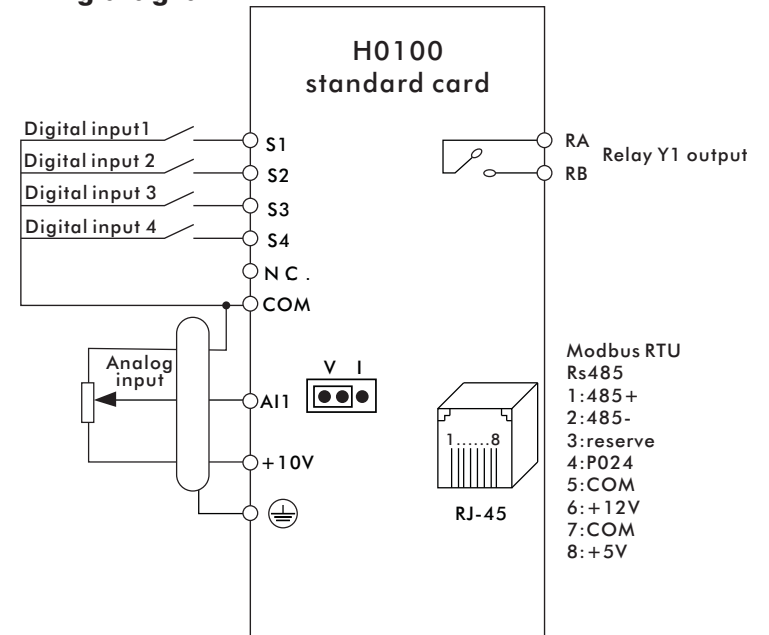 H0100
standard card
Digital input1
Digital input 2
Digital input 3
Digital input 4
S1
S2
S3
S4
NC.
COM
Analog
input
AI1
+10V
V I
RA
RB
Relay Y1 output
1......8
RJ-45
Modbus RTU
Rs485
1:485+
2:485-
3:reserve
4:P024
5:COM
6:+12V
7:COM
8:+5V